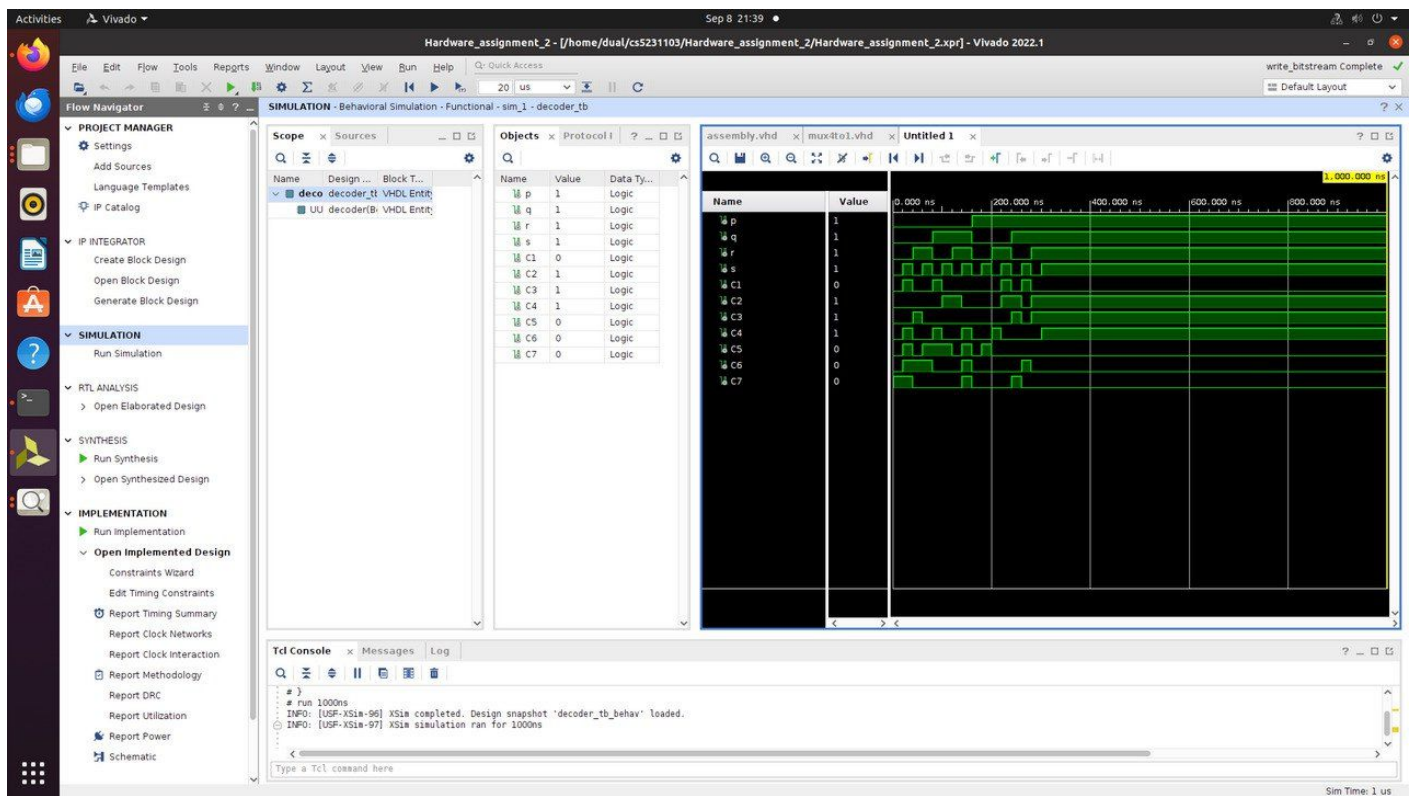 Activities Vivado Sep 8 21:39
Hardware_assignment_2 - [/home/dual/cs5231103/Hardware_assignment_2/Hardware_assignment_2.xpr] - Vivado 2022.1
File Edit Flow Tools Reports Window Layout View Run Help Quick Access write_bitstream Complete
20 us Default Layout
Flow Navigator
SIMULATION - Behavioral Simulation - Functional - sim_1 - decoder_tb
PROJECT MANAGER
Settings
Add Sources
Language Templates
IP Catalog
IP INTEGRATOR
Create Block Design
Open Block Design
Generate Block Design
SIMULATION
Run Simulation
RTL ANALYSIS
Open Elaborated Design
SYNTHESIS
Run Synthesis
Open Synthesized Design
IMPLEMENTATION
Run Implementation
Open Implemented Design
Constraints Wizard
Edit Timing Constraints
Report Timing Summary
Report Clock Networks
Report Clock Interaction
Report Methodology
Report DRC
Report Utilization
Report Power
Schematic
Scope Sources
Name Design ... Block T...
deco decoder_tb VHDL Entity
UU decoder(B VHDL Entity
Objects Protocol I
Name Value Data Ty...
p 1 Logic
q 1 Logic
r 1 Logic
s 1 Logic
C1 0 Logic
C2 1 Logic
C3 1 Logic
C4 1 Logic
C5 0 Logic
C6 0 Logic
C7 0 Logic
assembly.vhd mux4to1.vhd Untitled 1
1,000.000 ns
Name Value 0.000 ns 200.000 ns 400.000 ns 600.000 ns 800.000 ns
p 1
q 1
r 1
s 1
C1 0
C2 1
C3 1
C4 1
C5 0
C6 0
C7 0
Tcl Console Messages Log
# }
# run 1000ns
INFO: [USF-XSim-96] XSim completed. Design snapshot 'decoder_tb_behav' loaded.
INFO: [USF-XSim-97] XSim simulation ran for 1000ns
Type a Tcl command here
Sim Time: 1 us